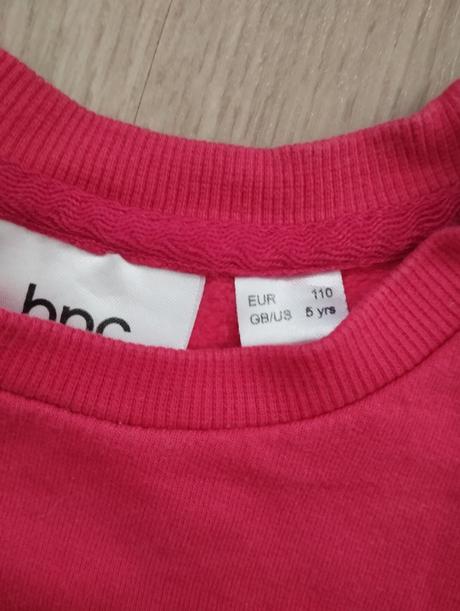 bpc
EUR 110
GB/US 5 yrs